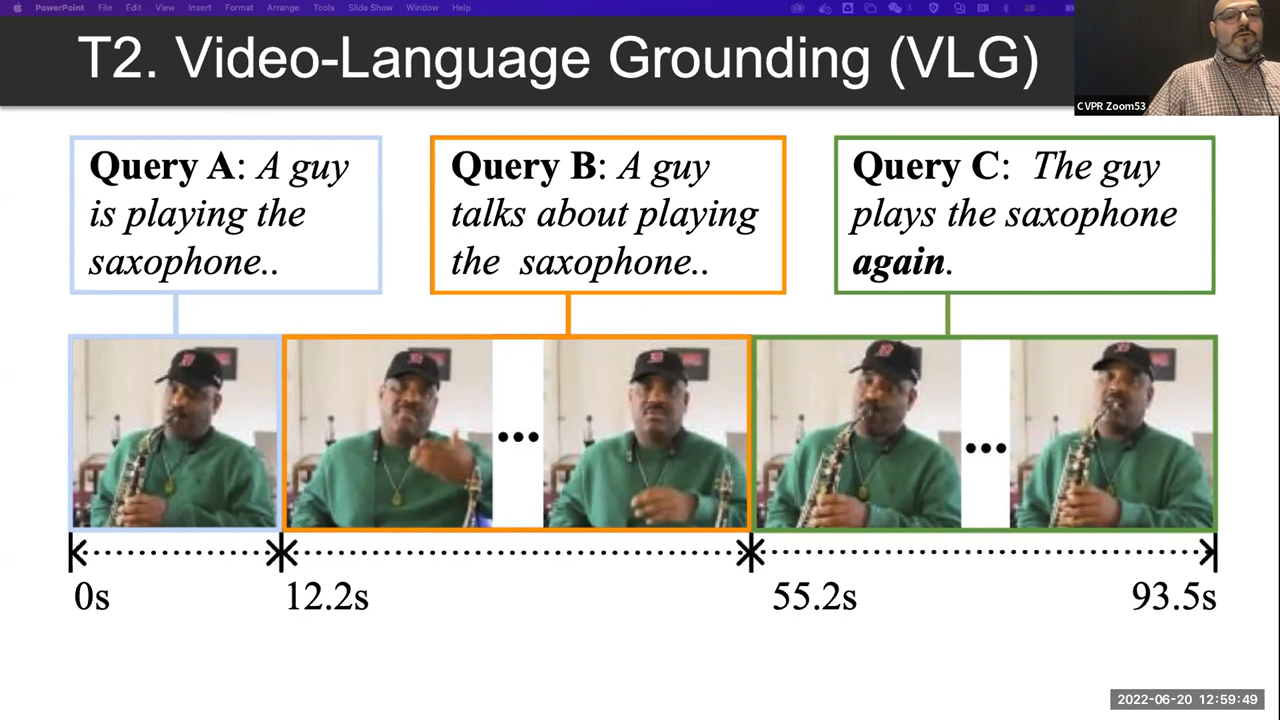 PowerPoint File Edit View Insert Format Arrange Tools Slide Show Window Help 3
T2. Video-Language Grounding (VLG)
CVPR Zoom53
Query A: A guy
is playing the
saxophone..
Query B: A guy
talks about playing
the saxophone..
Query C: The guy
plays the saxophone
again.
0s
12.2s
55.2s
93.5s
2022-06-20 12:59:49